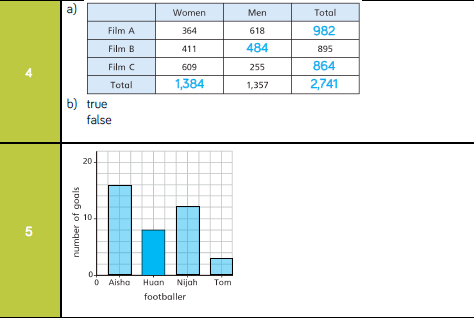 4
a)
Women Men Total
Film A 364 618 982
Film B 411 484 895
Film C 609 255 864
Total 1,384 1,357 2,741
b) true
false
5
number of goals
20
10
0
0 Aisha Huan Nijah Tom
footballer